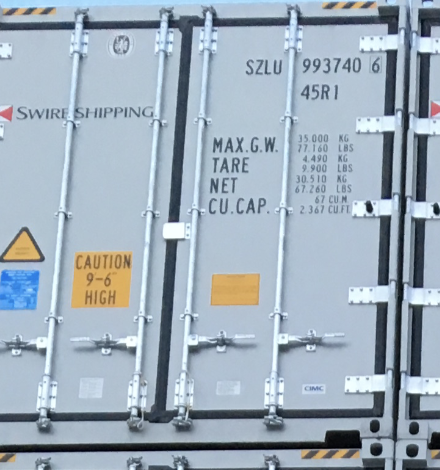 SZLU 993740 6
45R1
SWIRE SHIPPING
MAX.G.W. 35.000 KG
77.160 LBS
TARE 4.490 KG
9.900 LBS
NET 30.510 KG
67.260 LBS
CU.CAP. 67 CU.M.
2.367 CU.FT.
CAUTION
9-6"
HIGH
CIMC